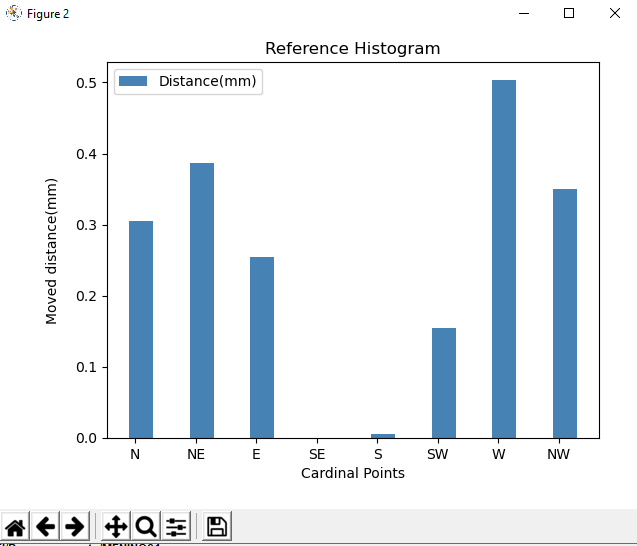 Figure 2
Reference Histogram
Distance(mm)
0.5
0.4
0.3
0.2
0.1
0.0
Moved distance(mm)
N NE E SE S SW W NW
Cardinal Points